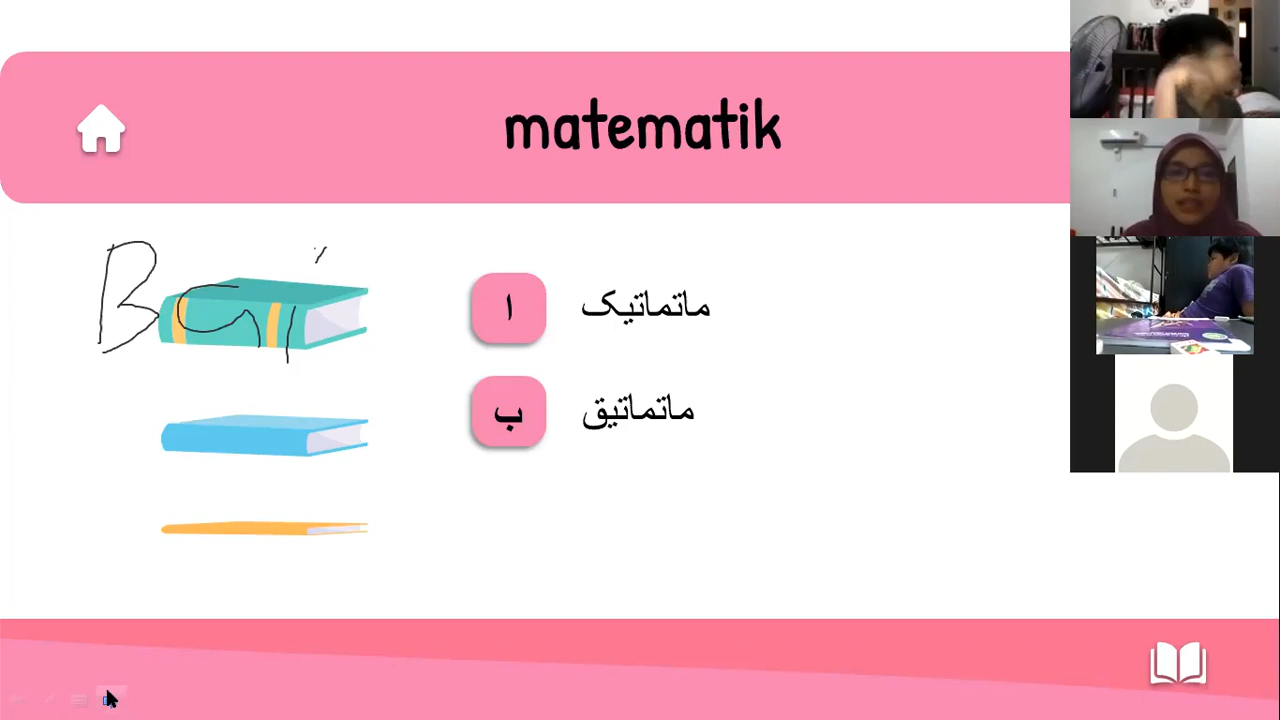 matematik
ا ماتماتيک
ب ماتماتيق